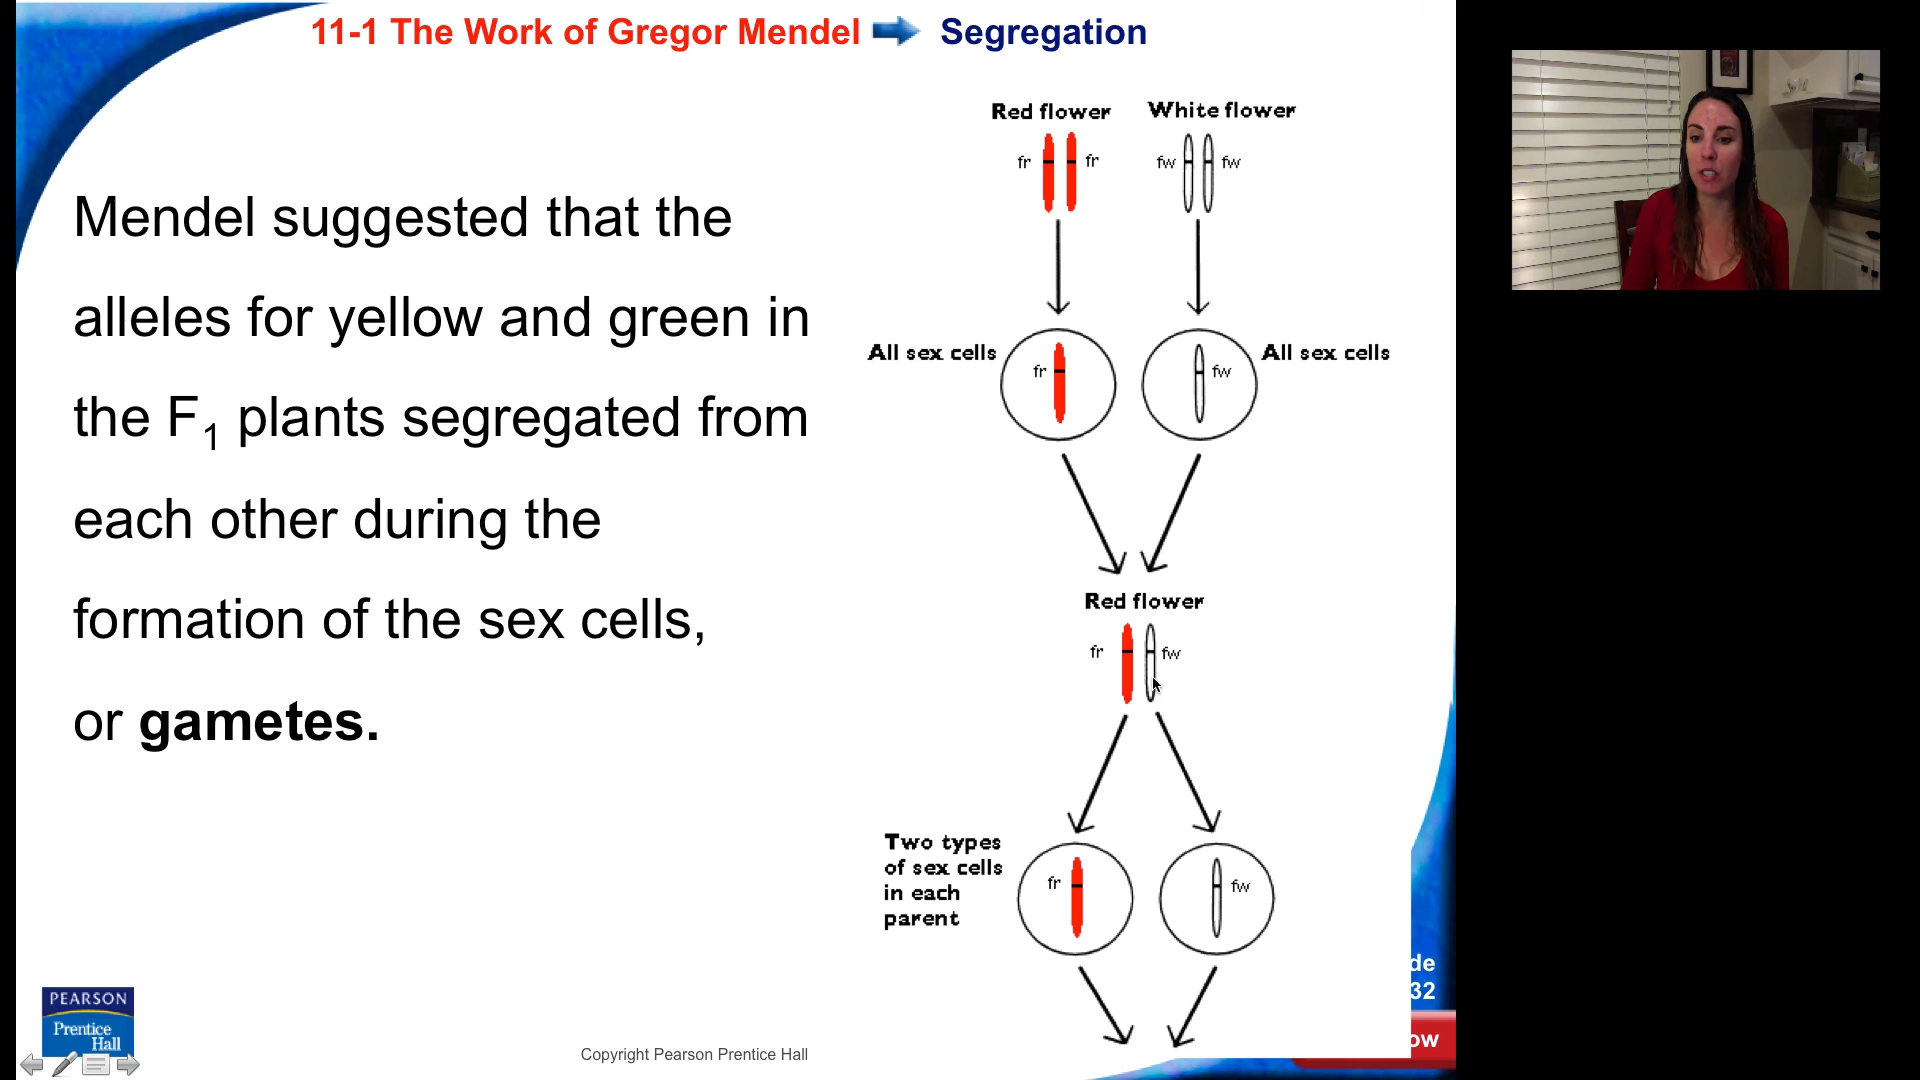 11-1 The Work of Gregor Mendel Segregation
Mendel suggested that the
alleles for yellow and green in
the F1 plants segregated from
each other during the
formation of the sex cells,
or gametes.
Red flower White flower
fr fr fw fw
All sex cells fr fw All sex cells
Red flower
fr fw
Two types
of sex cells
in each
parent
fr fw
de
32
ow
PEARSON
Prentice
Hall
Copyright Pearson Prentice Hall